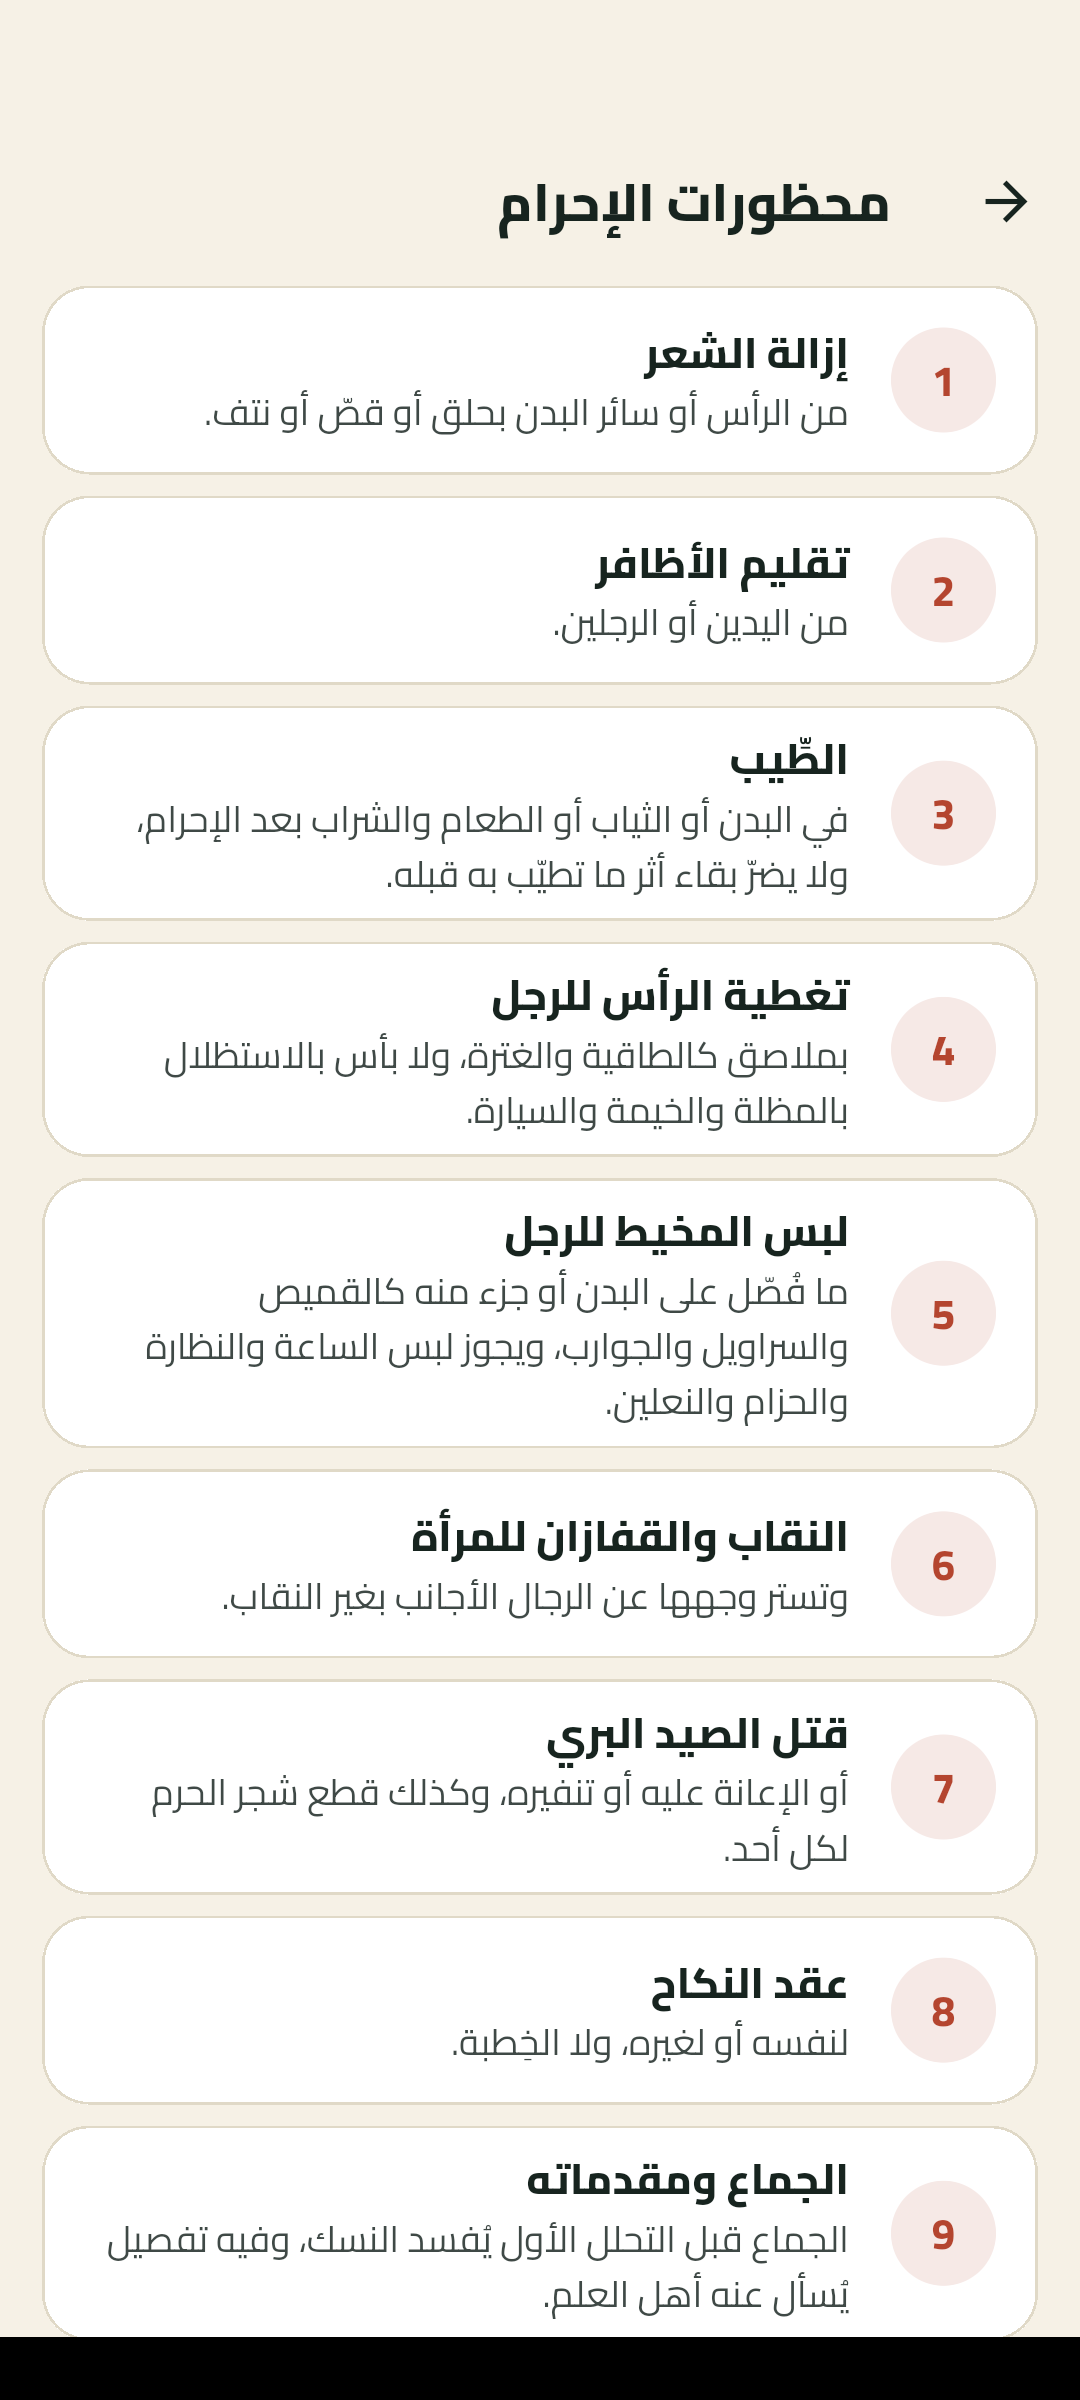 محظورات الإحرام
1
إزالة الشعر
من الرأس أو سائر البدن بحلق أو قصّ أو نتف.
2
تقليم الأظافر
من اليدين أو الرجلين.
3
الطِّيب
في البدن أو الثياب أو الطعام والشراب بعد الإحرام،
ولا يضرّ بقاء أثر ما تطيّب به قبله.
4
تغطية الرأس للرجل
بملاصق كالطاقية والغترة، ولا بأس بالاستظلال
بالمظلة والخيمة والسيارة.
5
لبس المخيط للرجل
ما فُصّل على البدن أو جزء منه كالقميص
والسراويل والجوارب، ويجوز لبس الساعة والنظارة
والحزام والنعلين.
6
النقاب والقفازان للمرأة
وتستر وجهها عن الرجال الأجانب بغير النقاب.
7
قتل الصيد البري
أو الإعانة عليه أو تنفيره، وكذلك قطع شجر الحرم
لكل أحد.
8
عقد النكاح
لنفسه أو لغيره، ولا الخِطبة.
9
الجماع ومقدماته
الجماع قبل التحلل الأول يُفسد النسك، وفيه تفصيل
يُسأل عنه أهل العلم.